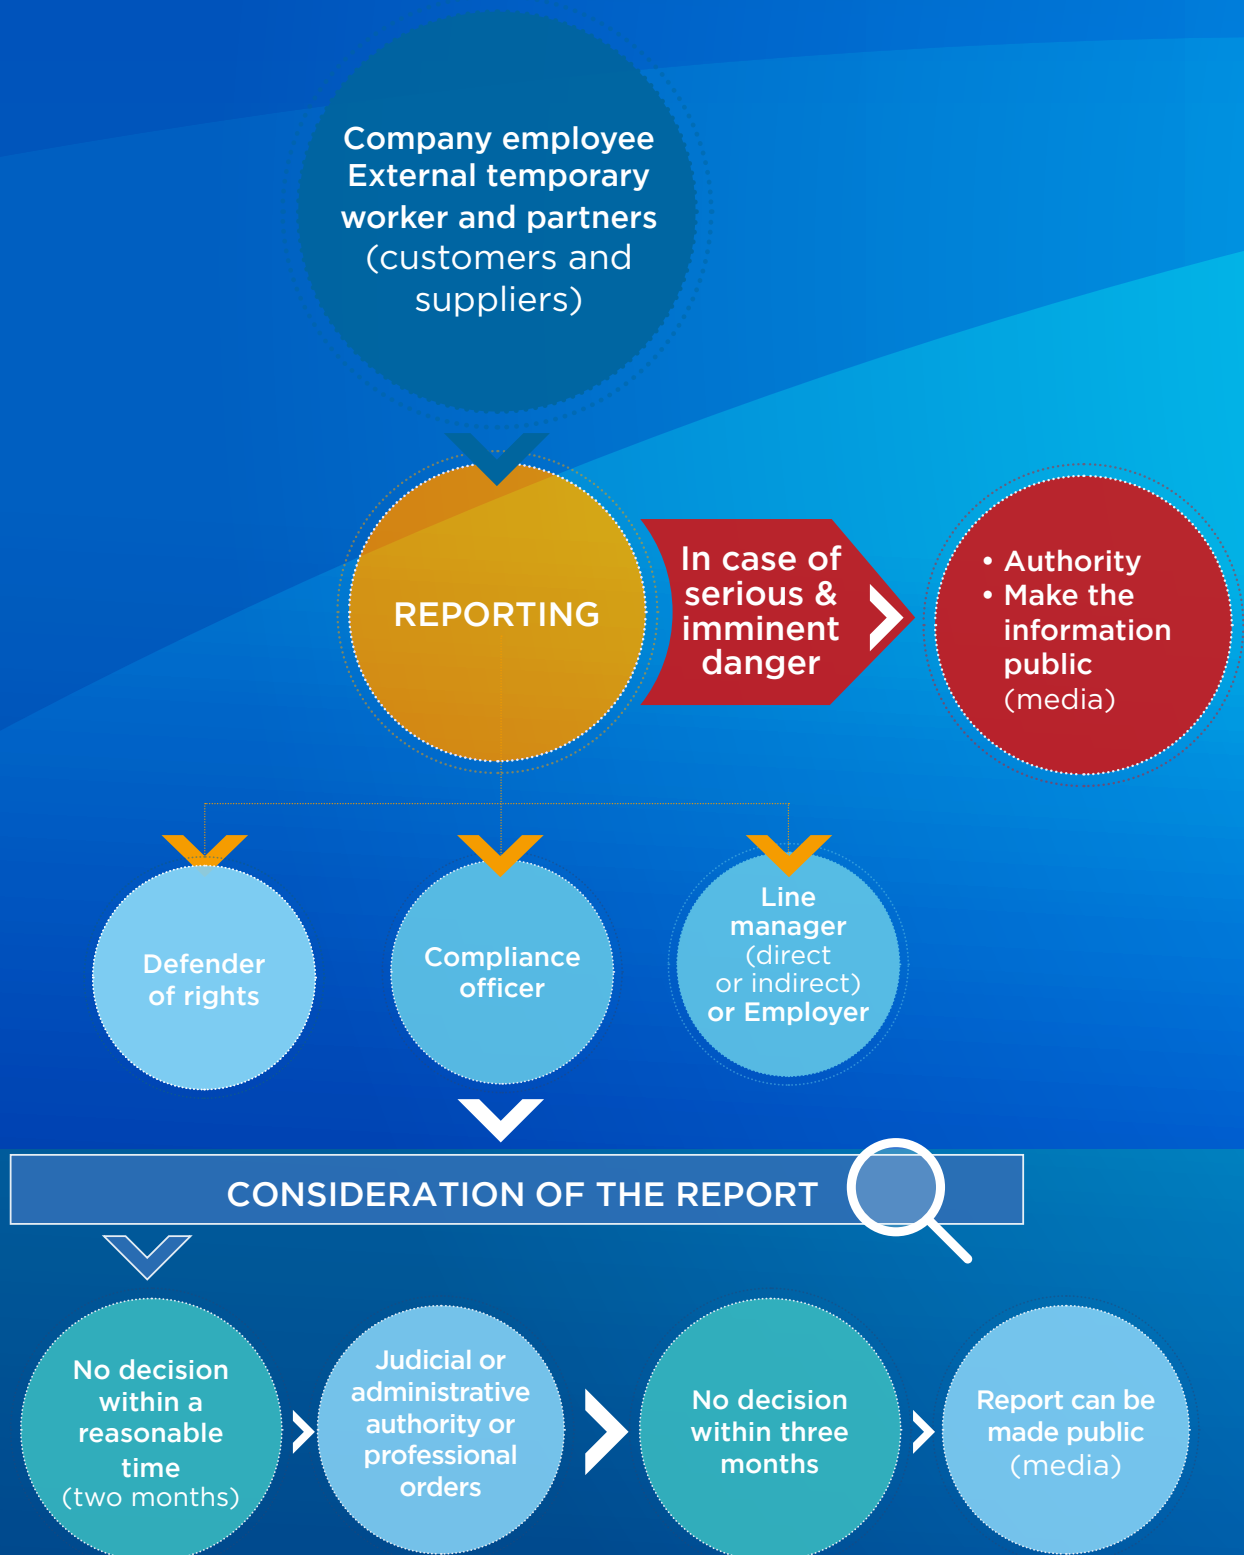 Company employee
External temporary
worker and partners
(customers and
suppliers)
REPORTING
In case of
serious &
imminent
danger
• Authority
• Make the
information
public
(media)
Defender
of rights
Compliance
officer
Line
manager
(direct
or indirect)
or Employer
CONSIDERATION OF THE REPORT
No decision
within a
reasonable
time
(two months)
Judicial or
administrative
authority or
professional
orders
No decision
within three
months
Report can be
made public
(media)